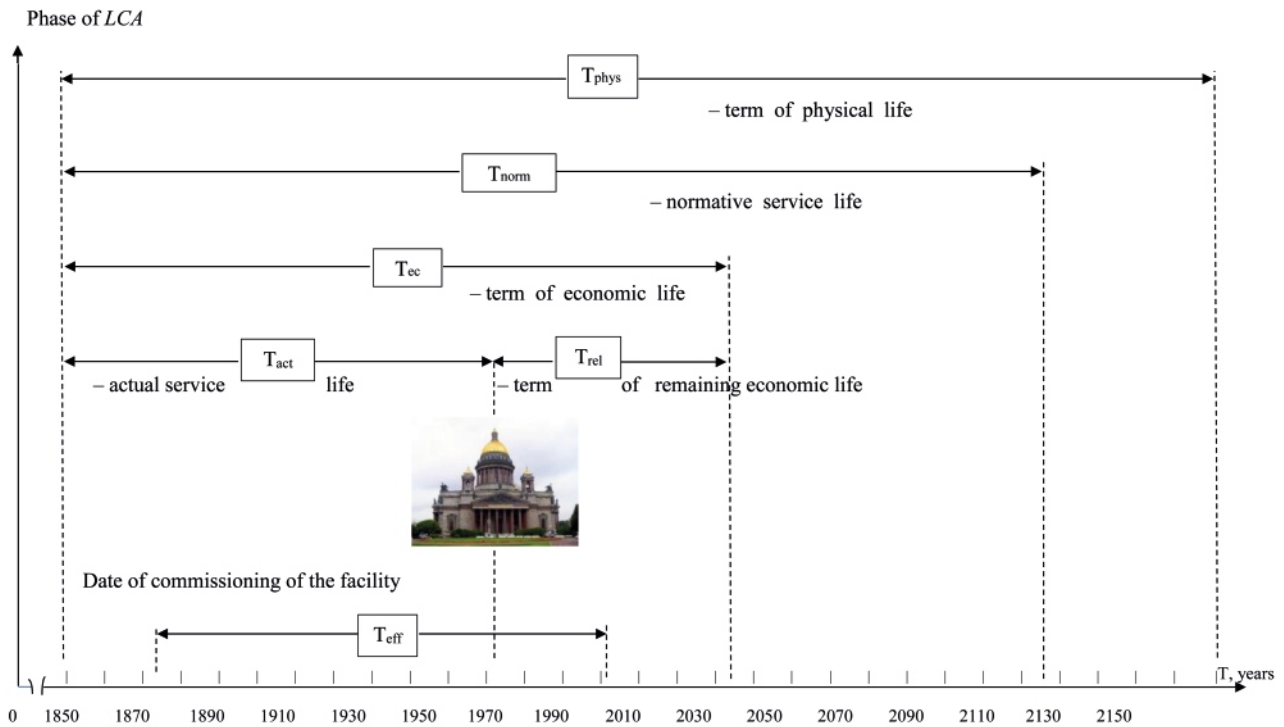 Phase of LCA
Tphys
– term of physical life
Tnorm
– normative service life
Tec
– term of economic life
Tact
Trel
– actual service life
– term of remaining economic life
Date of commissioning of the facility
Teff
T, years
0 1850 1870 1890 1910 1930 1950 1970 1990 2010 2030 2050 2070 2090 2110 2130 2150